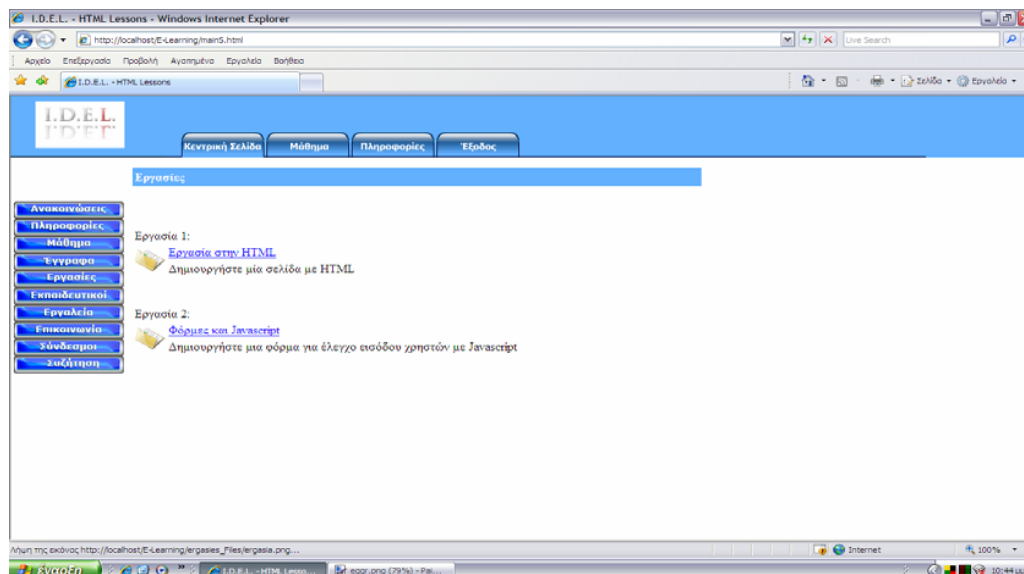 I.D.E.L. - HTML Lessons - Windows Internet Explorer
http://localhost/E-Learning/mainS.html
Live Search
Αρχείο Επεξεργασία Προβολή Αγαπημένα Εργαλεία Βοήθεια
I.D.E.L. - HTML Lessons
Σελίδα Εργαλεία
I.D.E.L.
Κεντρική Σελίδα Μάθημα Πληροφορίες Έξοδος
Εργασίες
Ανακοινώσεις
Πληροφορίες
Μάθημα
Έγγραφα
Εργασίες
Εκπαιδευτικοί
Εργαλεία
Επικοινωνία
Σύνδεσμοι
Συζήτηση
Εργασία 1:
Εργασία στην HTML
Δημιουργήστε μία σελίδα με HTML
Εργασία 2:
Φόρμες και Javascript
Δημιουργήστε μια φόρμα για έλεγχο εισόδου χρηστών με Javascript
Λήψη της εικόνας http://localhost/E-Learning/ergasies_Files/ergasia.png...
Internet
100%
έναρξη
I.D.E.L. - HTML Lesso...
eggr.png (79%) - Pai...
10:44 μμ